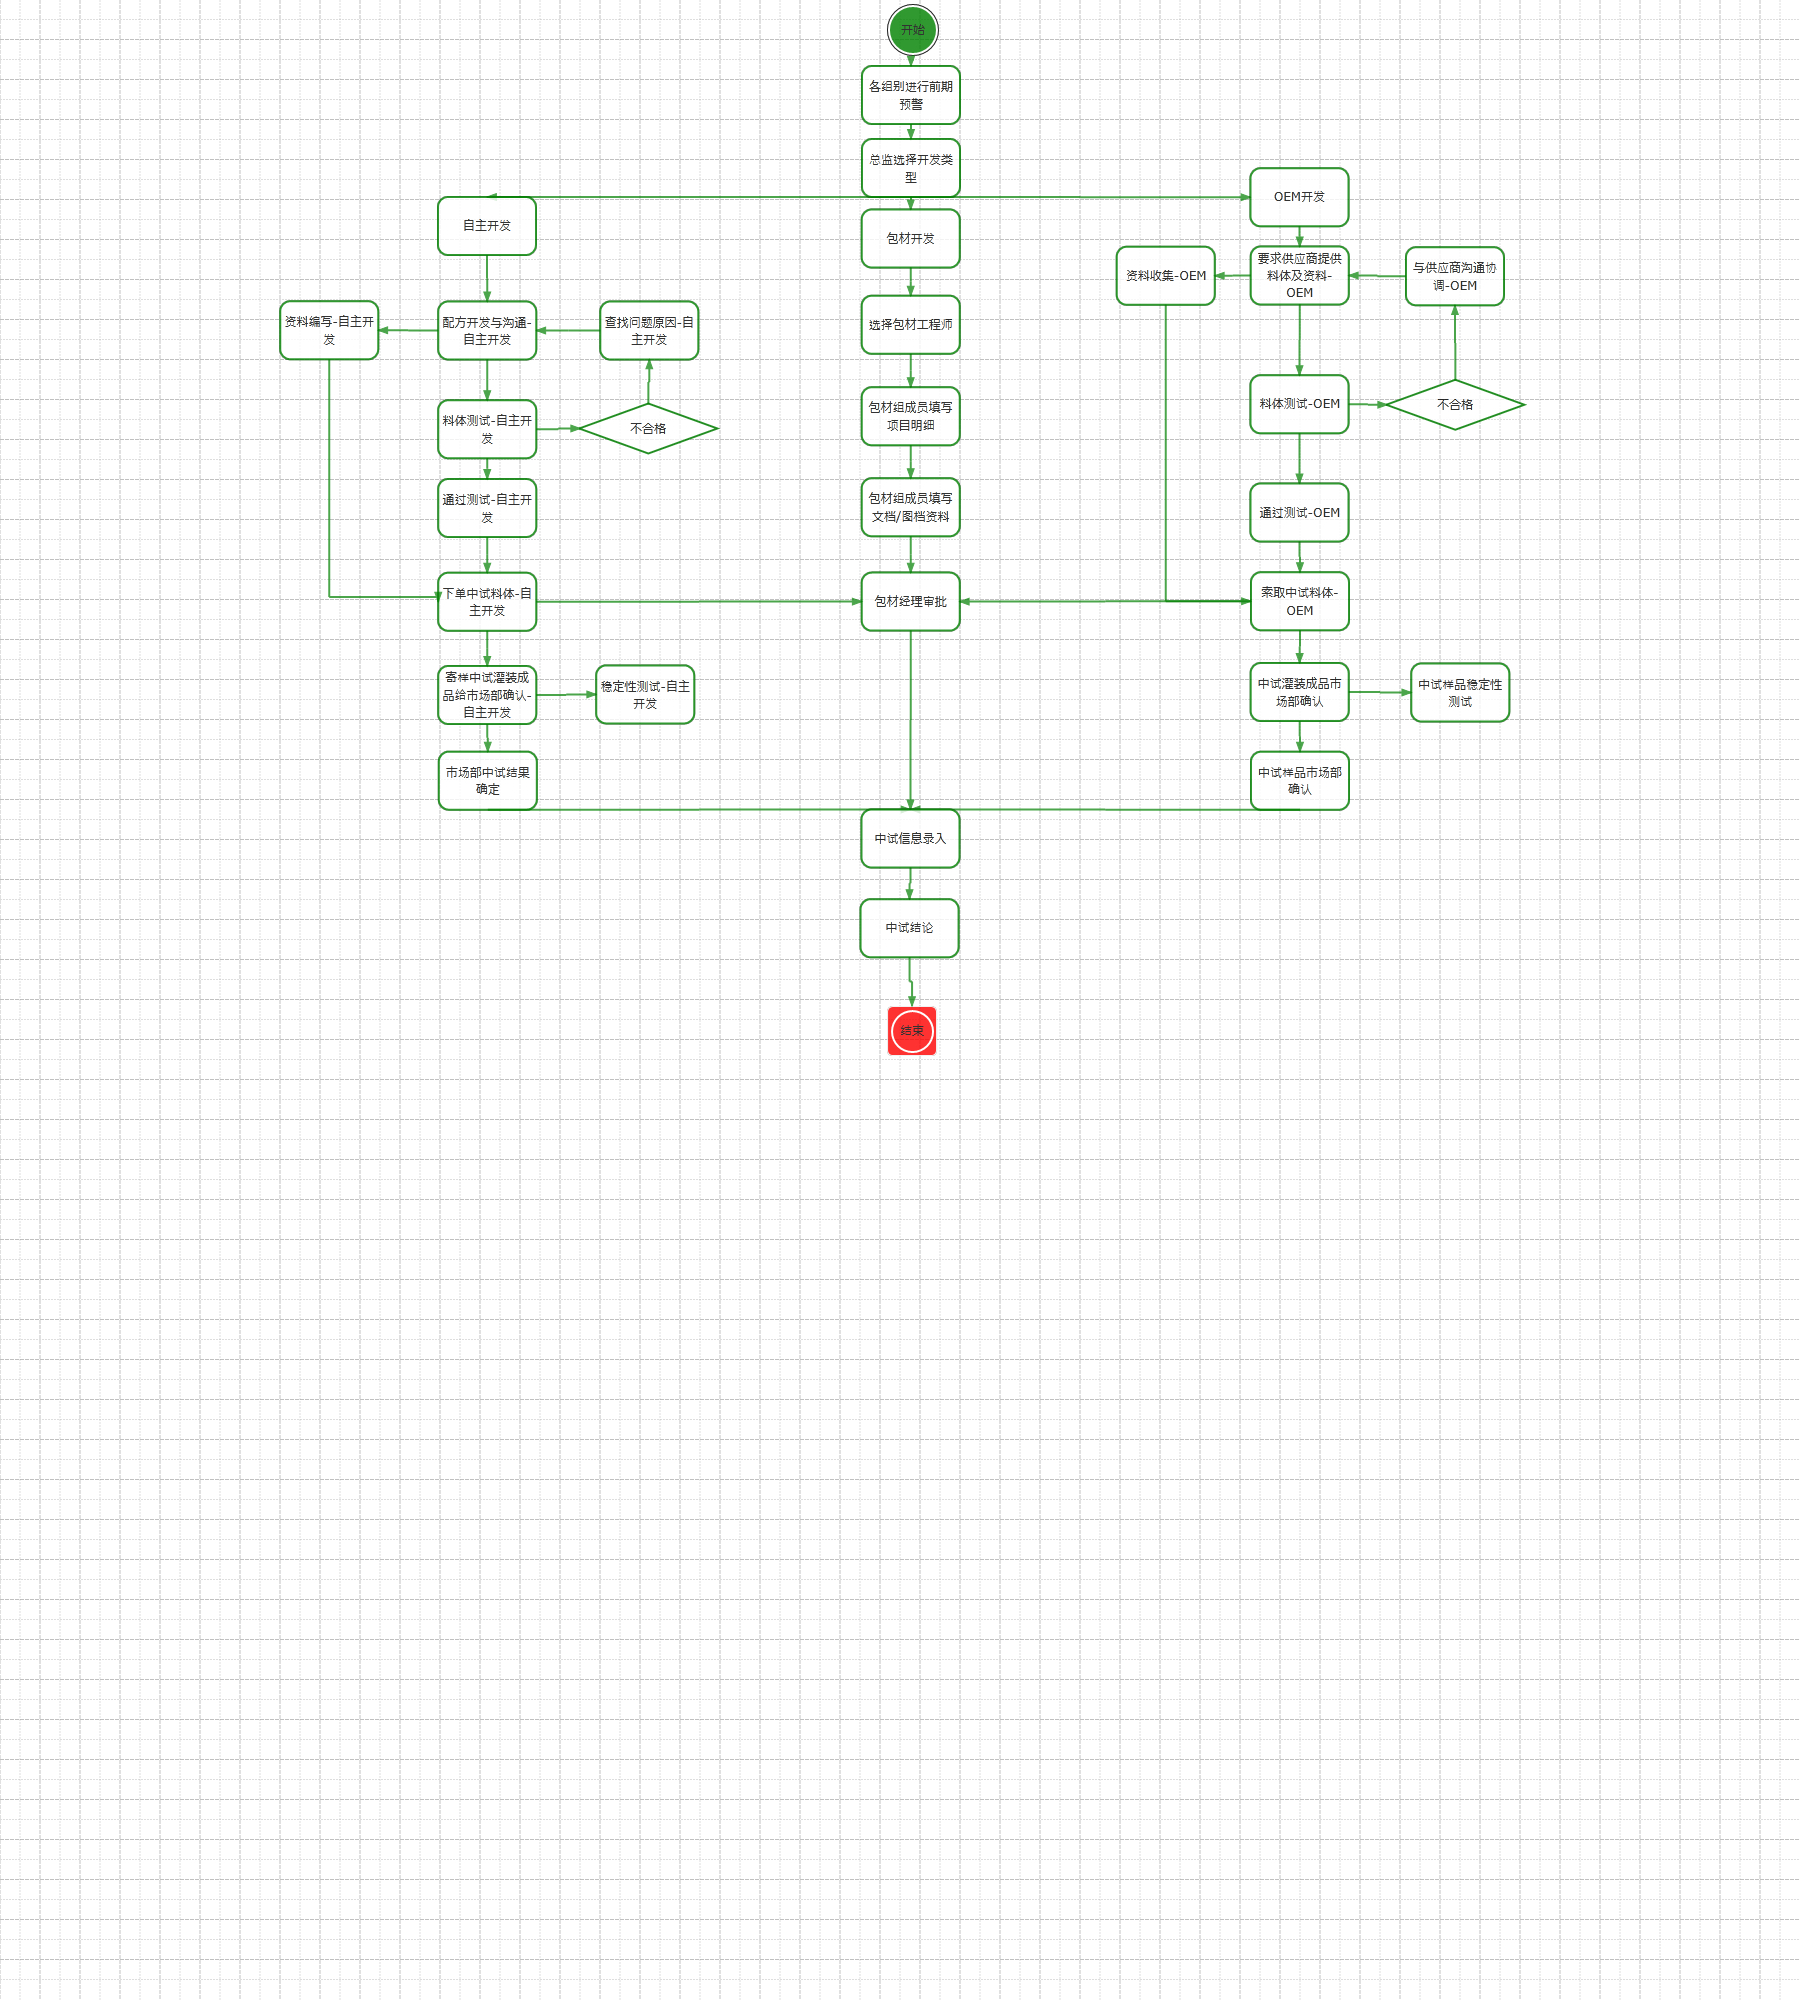 开始
各组别进行前期
预警
总监选择开发类
型
OEM开发
自主开发
包材开发
资料收集-OEM
要求供应商提供
料体及资料-
OEM
与供应商沟通协
调-OEM
资料编写-自主开
发
配方开发与沟通-
自主开发
查找问题原因-自
主开发
选择包材工程师
料体测试-自主开
发
不合格
包材组成员填写
项目明细
料体测试-OEM
不合格
通过测试-自主开
发
包材组成员填写
文档/图档资料
通过测试-OEM
下单中试料体-自
主开发
包材经理审批
索取中试料体-
OEM
寄样中试灌装成
品给市场部确认-
自主开发
稳定性测试-自主
开发
中试灌装成品市
场部确认
中试样品稳定性
测试
市场部中试结果
确定
中试样品市场部
确认
中试信息录入
中试结论
结束